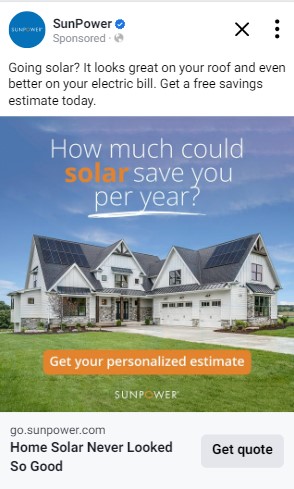 SUNPOWER
SunPower
Sponsored ·
Going solar? It looks great on your roof and even
better on your electric bill. Get a free savings
estimate today.
How much could
solar save you
per year?
Get your personalized estimate
SUNPOWER
go.sunpower.com
Home Solar Never Looked
So Good
Get quote